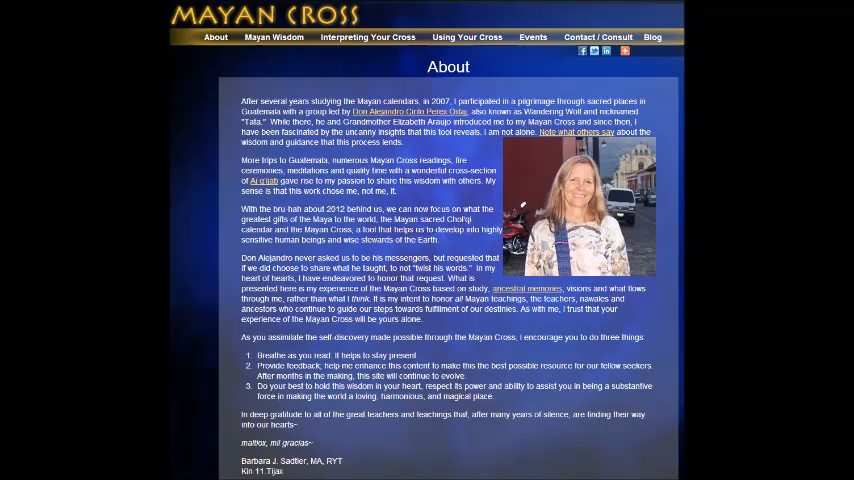 MAYAN CROSS
About Mayan Wisdom Interpreting Your Cross Using Your Cross Events Contact / Consult Blog
About
After several years studying the Mayan calendars, in 2007, I participated in a pilgrimage through sacred places in
Guatemala with a group led by Don Alejandro Cirilo Perex Oxlaj, also known as Wandering Wolf and nicknamed
"Tata." While there, he and Grandmother Elizabeth Araujo introduced me to my Mayan Cross and since then, I
have been fascinated by the uncanny insights that this tool reveals. I am not alone. Note what others say about the
wisdom and guidance that this process lends.
More trips to Guatemala, numerous Mayan Cross readings, fire
ceremonies, meditations and quality time with a wonderful cross-section
of Aj q'ijab gave rise to my passion to share this wisdom with others. My
sense is that this work chose me, not me, it.
With the bru-hah about 2012 behind us, we can now focus on what the
greatest gifts of the Maya to the world, the Mayan sacred Chol'qi
calendar and the Mayan Cross, a tool that helps us to develop into highly
sensitive human beings and wise stewards of the Earth.
Don Alejandro never asked us to be his messengers, but requested that
if we did choose to share what he taught, to not "twist his words." In my
heart of hearts, I have endeavored to honor that request. What is
presented here is my experience of the Mayan Cross based on study, ancestral memories, visions and what flows
through me, rather than what I think. It is my intent to honor all Mayan teachings, the teachers, nawales and
ancestors who continue to guide our steps towards fulfillment of our destinies. As with me, I trust that your
experience of the Mayan Cross will be yours alone.
As you assimilate the self-discovery made possible through the Mayan Cross, I encourage you to do three things:
1. Breathe as you read. It helps to stay present
2. Provide feedback; help me enhance this content to make this the best possible resource for our fellow seekers.
After months in the making, this site will continue to evolve.
3. Do your best to hold this wisdom in your heart, respect its power and ability to assist you in being a substantive
force in making the world a loving, harmonious, and magical place.
In deep gratitude to all of the great teachers and teachings that, after many years of silence, are finding their way
into our hearts~
maltiox, mil gracias~
Barbara J. Sadtler, MA, RYT
Kin 11.Tijax